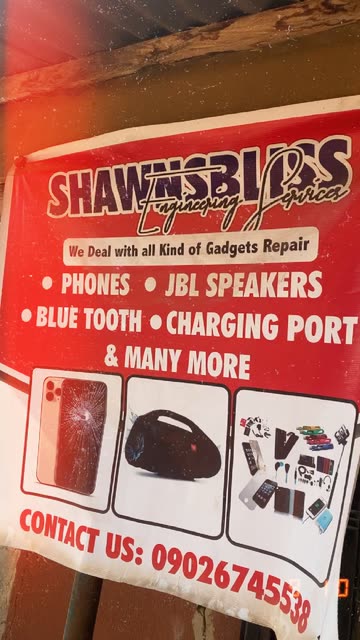 SHAWNSBLISS
Engineering Services
We Deal with all Kind of Gadgets Repair
• PHONES • JBL SPEAKERS
• BLUE TOOTH • CHARGING PORT
& MANY MORE
CONTACT US: 09026745538